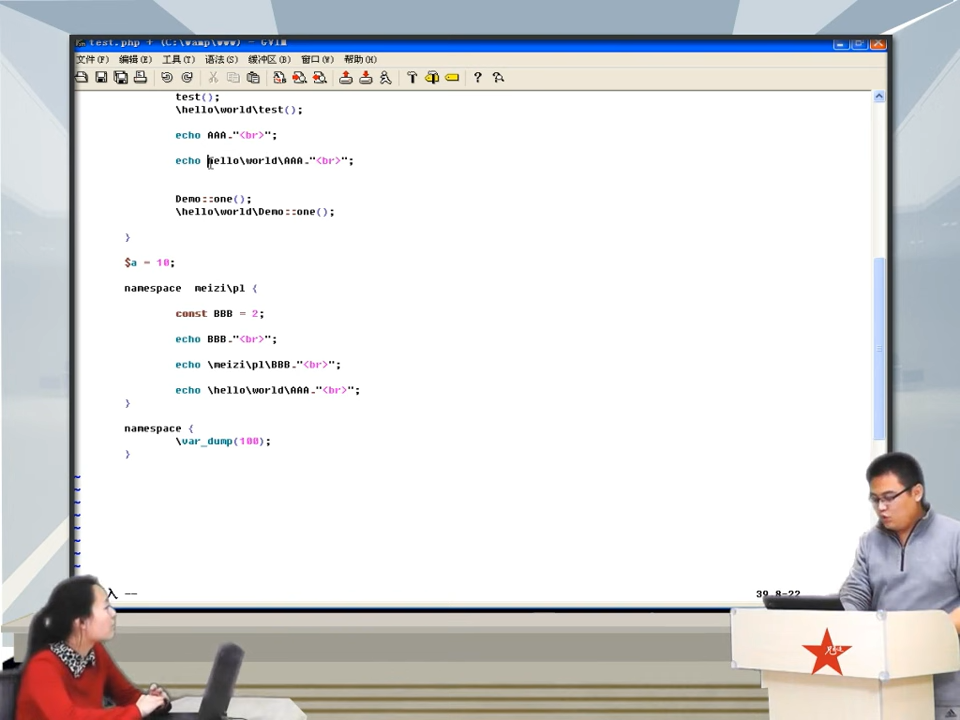 test.php + (C:\wamp\www) - GVIM
文件(F) 编辑(E) 工具(T) 语法(S) 缓冲区(B) 窗口(W) 帮助(H)
test();
\hello\world\test();
echo AAA."<br>";
echo hello\world\AAA."<br>";
Demo::one();
\hello\world\Demo::one();
}
$a = 10;
namespace  meizi\pl {
const BBB = 2;
echo BBB."<br>";
echo \meizi\pl\BBB."<br>";
echo \hello\world\AAA."<br>";
}
namespace {
\var_dump(100);
}
~
~
~
~
~
~
~
~
入 --
39,8-22